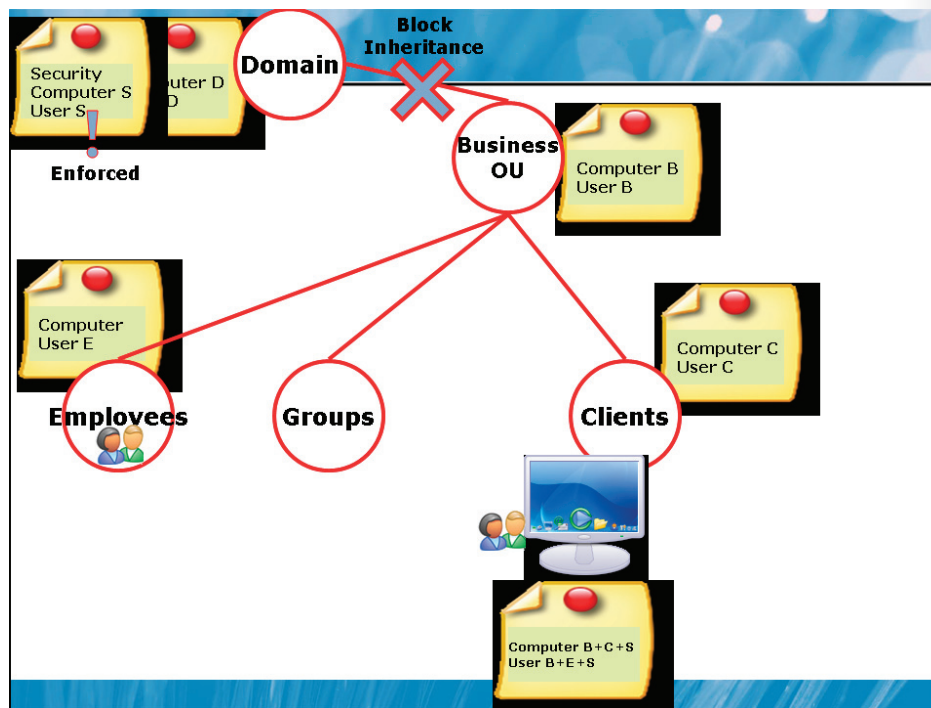 Block
Inheritance
Domain
Security
Computer S
User S
!
Enforced
puter D
D
Business
OU
Computer B
User B
Computer
User E
Computer C
User C
Employees
Groups
Clients
Computer B+C+S
User B+E+S